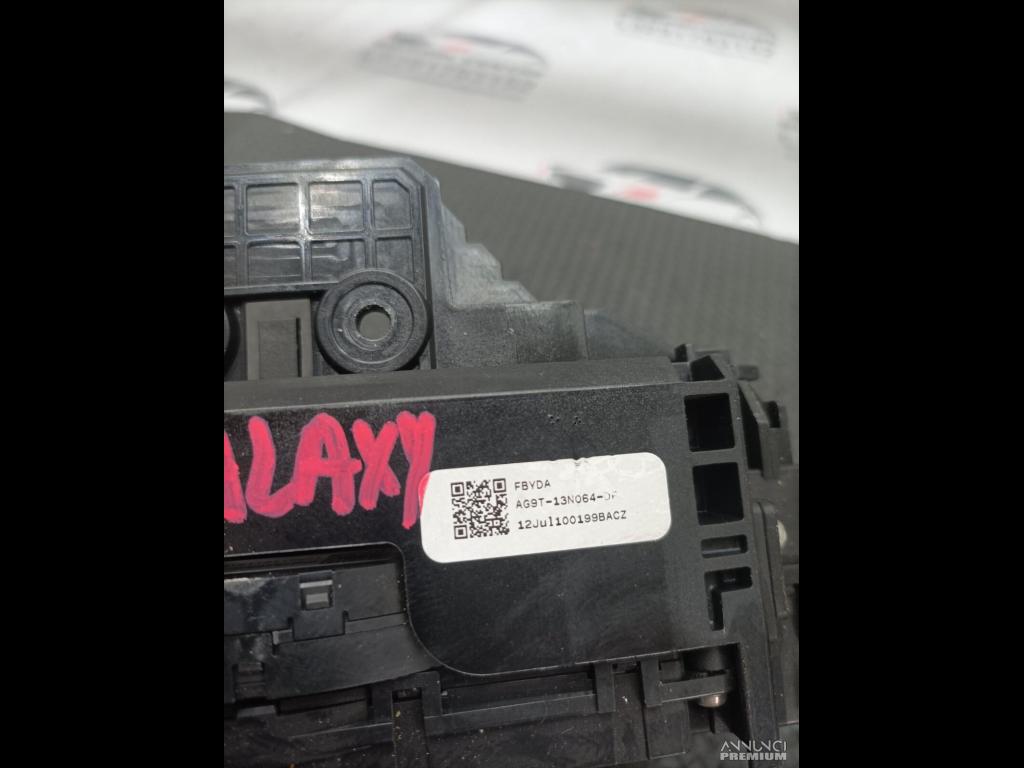 ALAXY
FBYDA
AG9T-13N064-D
12Jul100199BACZ
ANNUNCI
PREMIUM